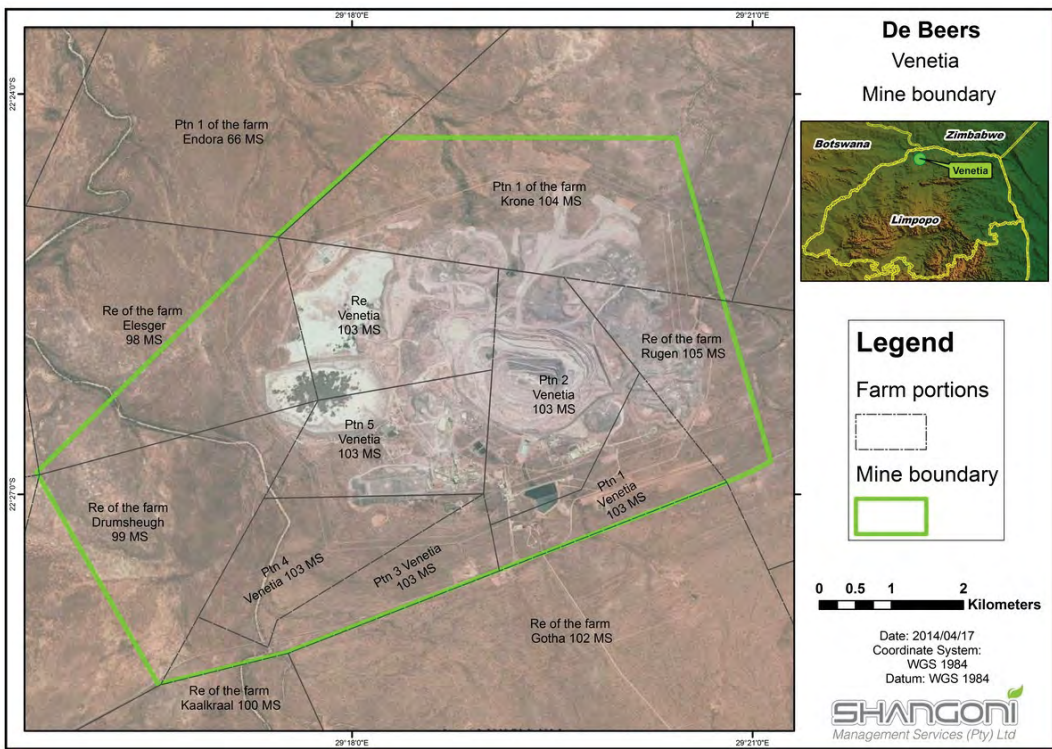 29°18'0"E
29°21'0"E
22°24'0"S
22°27'0"S
Ptn 1 of the farm
Endora 66 MS
Ptn 1 of the farm
Krone 104 MS
Re of the farm
Elesger
98 MS
Re
Venetia
103 MS
Re of the farm
Rugen 105 MS
Ptn 2
Venetia
103 MS
Ptn 5
Venetia
103 MS
Re of the farm
Drumsheugh
99 MS
Ptn 1
Venetia
103 MS
Ptn 4
Venetia 103 MS
Ptn 3 Venetia
103 MS
Re of the farm
Gotha 102 MS
Re of the farm
Kaalkraal 100 MS
29°18'0"E
29°21'0"E
De Beers
Venetia
Mine boundary
Botswana
Zimbabwe
Venetia
Limpopo
Legend
Farm portions
Mine boundary
0 0.5 1 2
Kilometers
Date: 2014/04/17
Coordinate System:
WGS 1984
Datum: WGS 1984
SHANGONI
Management Services (Pty) Ltd